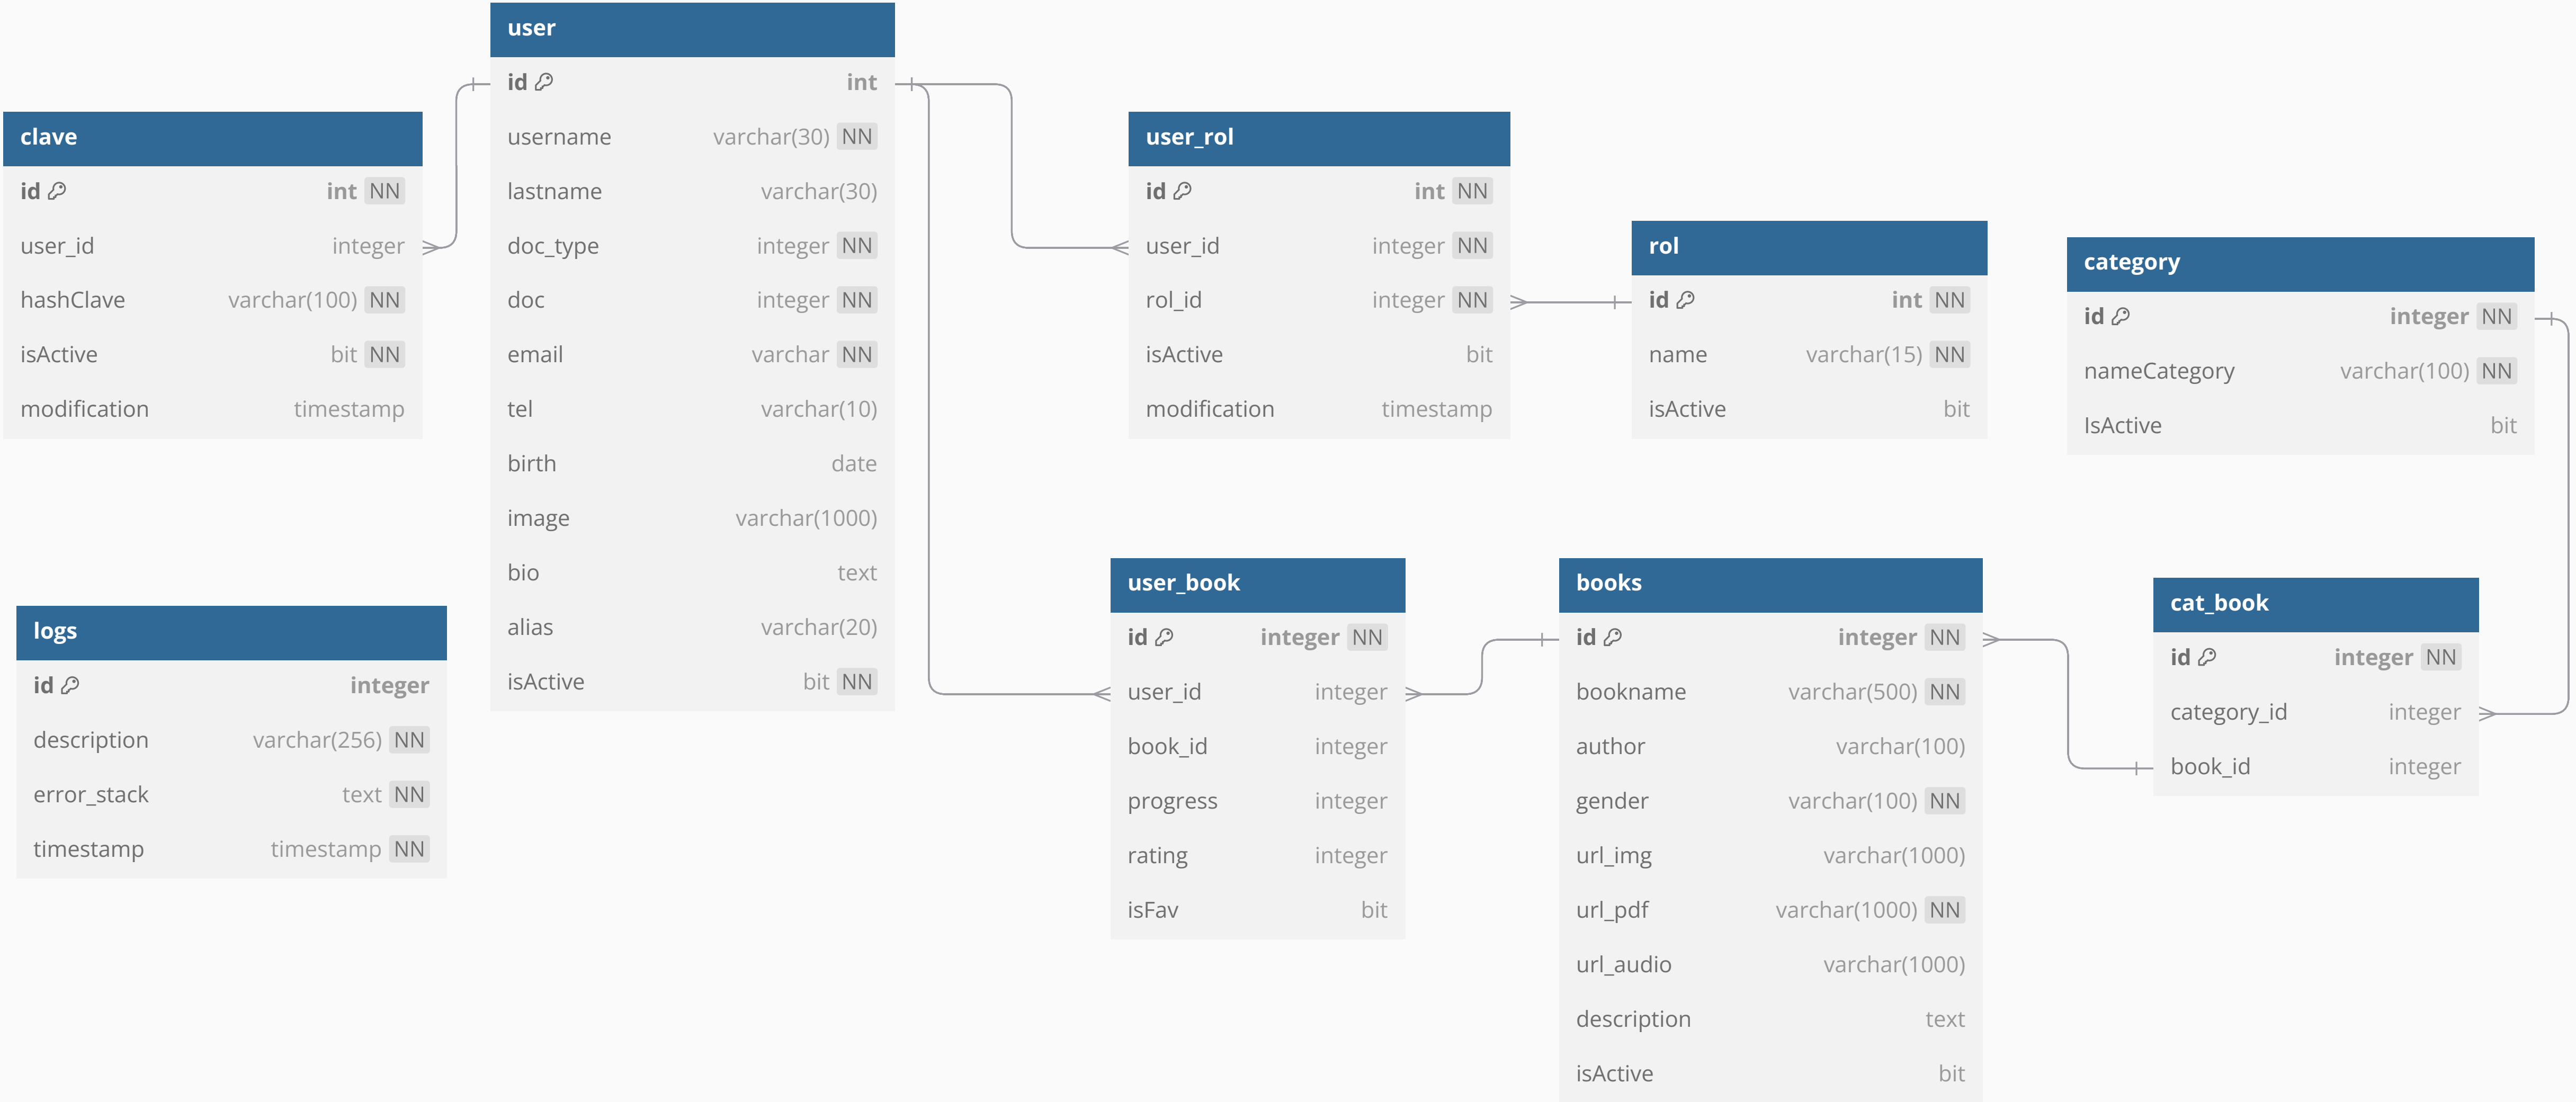 user
id int
username varchar(30) NN
lastname varchar(30)
doc_type integer NN
doc integer NN
email varchar NN
tel varchar(10)
birth date
image varchar(1000)
bio text
alias varchar(20)
isActive bit NN
clave
id int NN
user_id integer
hashClave varchar(100) NN
isActive bit NN
modification timestamp
logs
id integer
description varchar(256) NN
error_stack text NN
timestamp timestamp NN
user_rol
id int NN
user_id integer NN
rol_id integer NN
isActive bit
modification timestamp
rol
id int NN
name varchar(15) NN
isActive bit
category
id integer NN
nameCategory varchar(100) NN
IsActive bit
user_book
id integer NN
user_id integer
book_id integer
progress integer
rating integer
isFav bit
books
id integer NN
bookname varchar(500) NN
author varchar(100)
gender varchar(100) NN
url_img varchar(1000)
url_pdf varchar(1000) NN
url_audio varchar(1000)
description text
isActive bit
cat_book
id integer NN
category_id integer
book_id integer